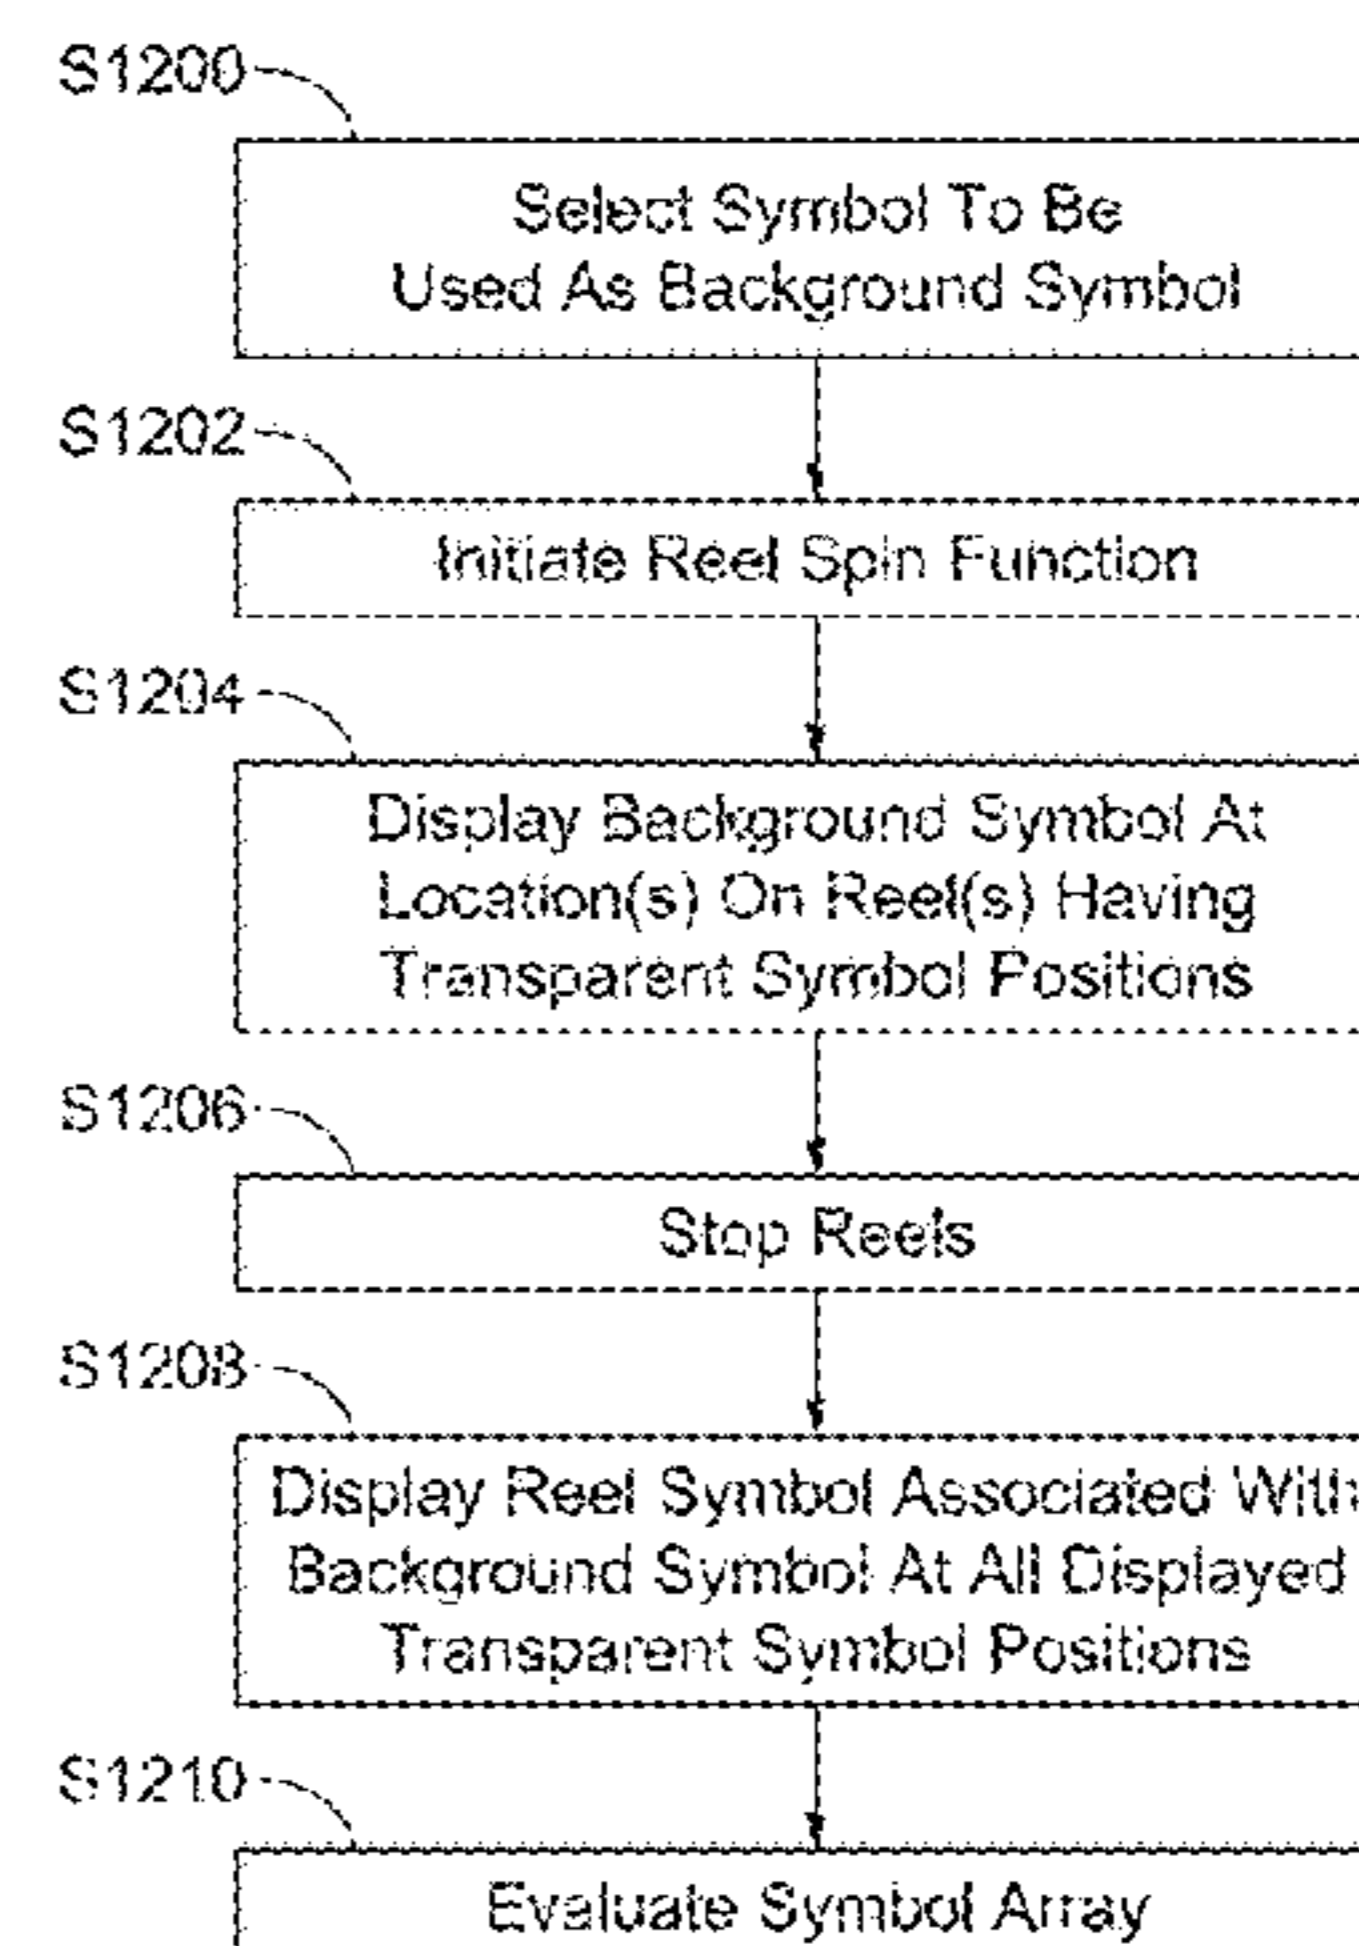 S1200
Select Symbol To Be
Used As Background Symbol
S1202
Initiate Reel Spin Function
S1204
Display Background Symbol At
Location(s) On Reel(s) Having
Transparent Symbol Positions
S1206
Stop Reels
S1208
Display Reel Symbol Associated With
Background Symbol At All Displayed
Transparent Symbol Positions
S1210
Evaluate Symbol Array